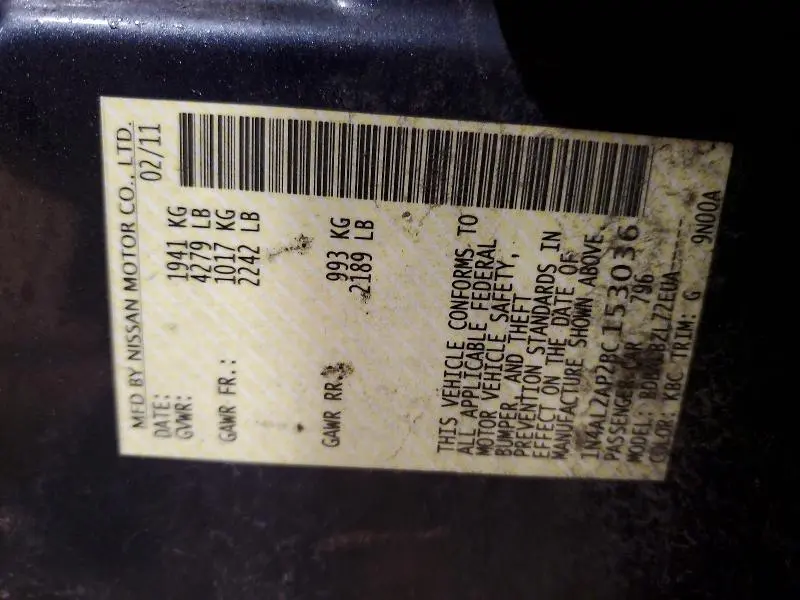 MFD BY NISSAN MOTOR CO., LTD.
DATE: 02/11
GVWR: 1941 KG
4279 LB
GAWR FR.: 1017 KG
2242 LB
GAWR RR. 993 KG
2189 LB
THIS VEHICLE CONFORMS TO
ALL APPLICABLE FEDERAL
MOTOR VEHICLE SAFETY,
BUMPER, AND THEFT
PREVENTION STANDARDS IN
EFFECT ON THE DATE OF
MANUFACTURE SHOWN ABOVE.
1N4AL2AP2BC153036
PASSENGER CAR 796
MODEL:
COLOR: KBC TRIM: G 9N00A